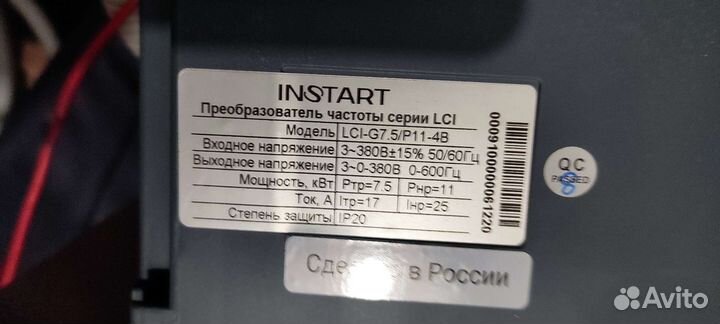 INSTART
Преобразователь частоты серии LCI
Модель LCI-G7.5/P11-4B
Входное напряжение 3~380В±15% 50/60Гц
Выходное напряжение 3~0-380В 0-600Гц
Мощность, кВт Pтр=7.5 Pнр=11
Ток, А Iтр=17 Iнр=25
Степень защиты IP20
QC
PASSED
8
в России
Avito